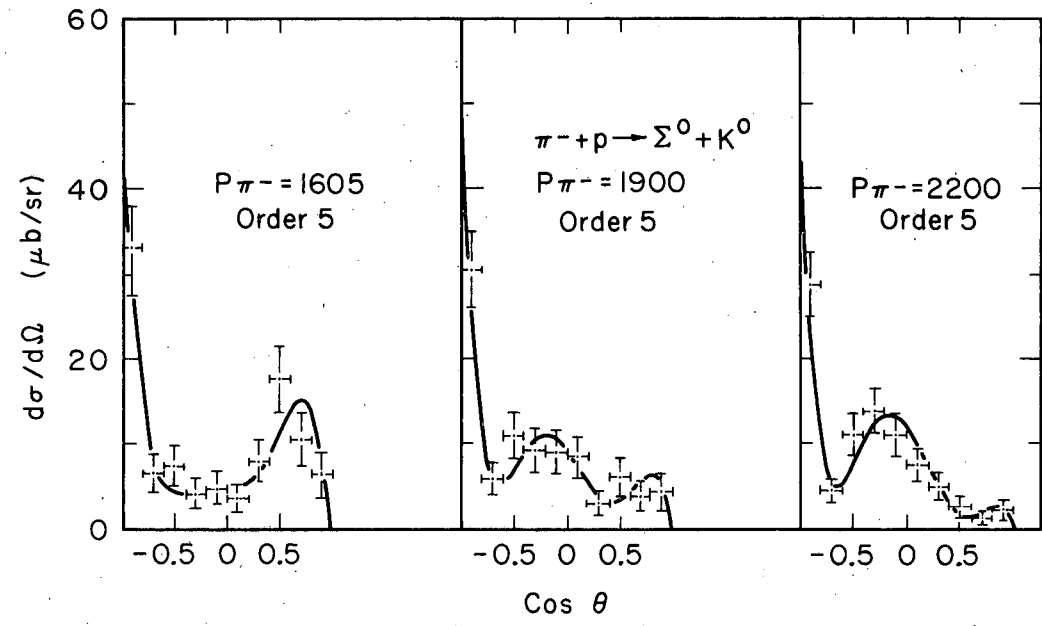 60
40
20
0
dσ/dΩ (μb/sr)
Pπ- = 1605
Order 5
π- + p → Σ⁰ + K⁰
Pπ- = 1900
Order 5
Pπ- = 2200
Order 5
-0.5 0 0.5
-0.5 0 0.5
-0.5 0 0.5
Cos θ